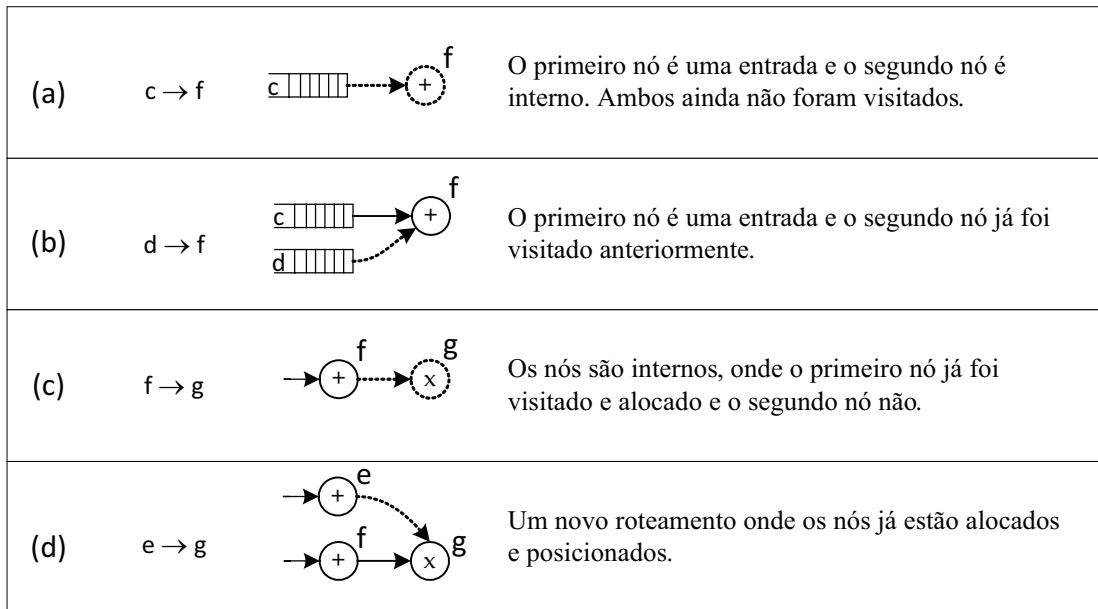 (a)
c → f
c
f
+
O primeiro nó é uma entrada e o segundo nó é
interno. Ambos ainda não foram visitados.
(b)
d → f
c
d
f
+
O primeiro nó é uma entrada e o segundo nó já foi
visitado anteriormente.
(c)
f → g
f
+
g
x
Os nós são internos, onde o primeiro nó já foi
visitado e alocado e o segundo nó não.
(d)
e → g
e
+
f
+
g
x
Um novo roteamento onde os nós já estão alocados
e posicionados.